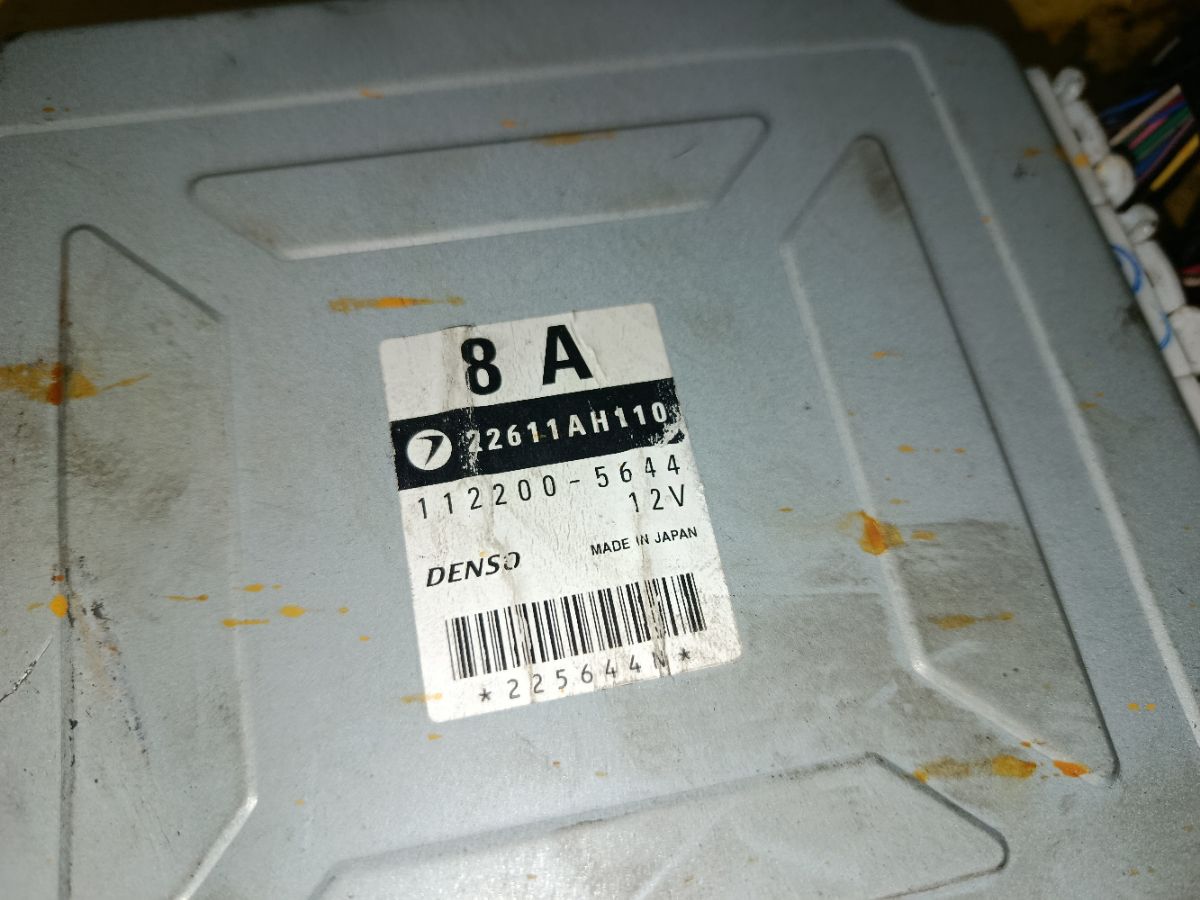 8 A
22611AH110
112200-5644
12V
DENSO
MADE IN JAPAN
*225644N*